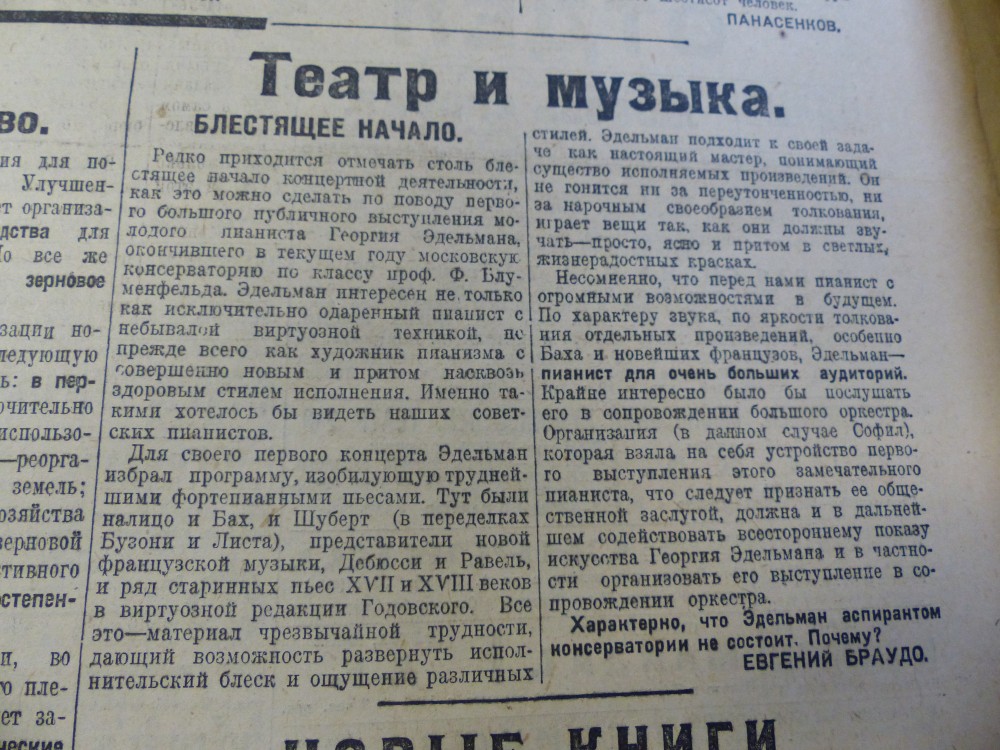 шестисот человек.
ПАНАСЕНКОВ.
Театр и музыка.
БЛЕСТЯЩЕЕ НАЧАЛО.
Редко приходится отмечать столь бле-
стящее начало концертной деятельности,
как это можно сделать по поводу перво-
го большого публичного выступления мо-
лодого пианиста Георгия Эдельмана,
окончившего в текущем году московскую
консерваторию по классу проф. Ф. Блу-
менфельда. Эдельман интересен не только
как исключительно одаренный пианист с
небывалой виртуозной техникой, но
прежде всего как художник пианизма с
совершенно новым и притом насквозь
здоровым стилем исполнения. Именно та-
кими хотелось бы видеть наших совет-
ских пианистов.
Для своего первого концерта Эдельман
избрал программу, изобилующую трудней-
шими фортепианными пьесами. Тут были
налицо и Бах, и Шуберт (в переделках
Бузони и Листа), представители новой
французской музыки, Дебюсси и Равель,
и ряд старинных пьес XVII и XVIII веков
в виртуозной редакции Годовского. Все
это—материал чрезвычайной трудности,
дающий возможность развернуть испол-
нительский блеск и ощущение различных
стилей. Эдельман подходит к своей зада-
че как настоящий мастер, понимающий
существо исполняемых произведений. Он
не гонится ни за переутонченностью, ни
за нарочным своеобразием толкования,
играет вещи так, как они должны зву-
чать—просто, ясно и притом в светлых,
жизнерадостных красках.
Несомненно, что перед нами пианист с
огромными возможностями в будущем.
По характеру звука, по яркости толкова-
ния отдельных произведений, особенно
Баха и новейших французов, Эдельман—
пианист для очень больших аудиторий.
Крайне интересно было бы послушать
его в сопровождении большого оркестра.
Организация (в данном случае Софил),
которая взяла на себя устройство перво-
го выступления этого замечательного
пианиста, что следует признать ее обще-
ственной заслугой, должна и в дальней-
шем содействовать всестороннему показу
искусства Георгия Эдельмана и в частно-
сти организовать его выступление в со-
провождении оркестра.
Характерно, что Эдельман аспирантом
консерватории не состоит. Почему?
ЕВГЕНИЙ БРАУДО.
НОВЫЕ КНИГИ
во.
ия для по-
Улучшен-
ет организа-
дства для
Но все же
зерновое
зации но-
ледующую
ь: в пер-
ючительно
использо-
—реорга-
земель;
озяйства
зерновой
ктивного
остепен-
и, во
го пле-
ет за-
ческия